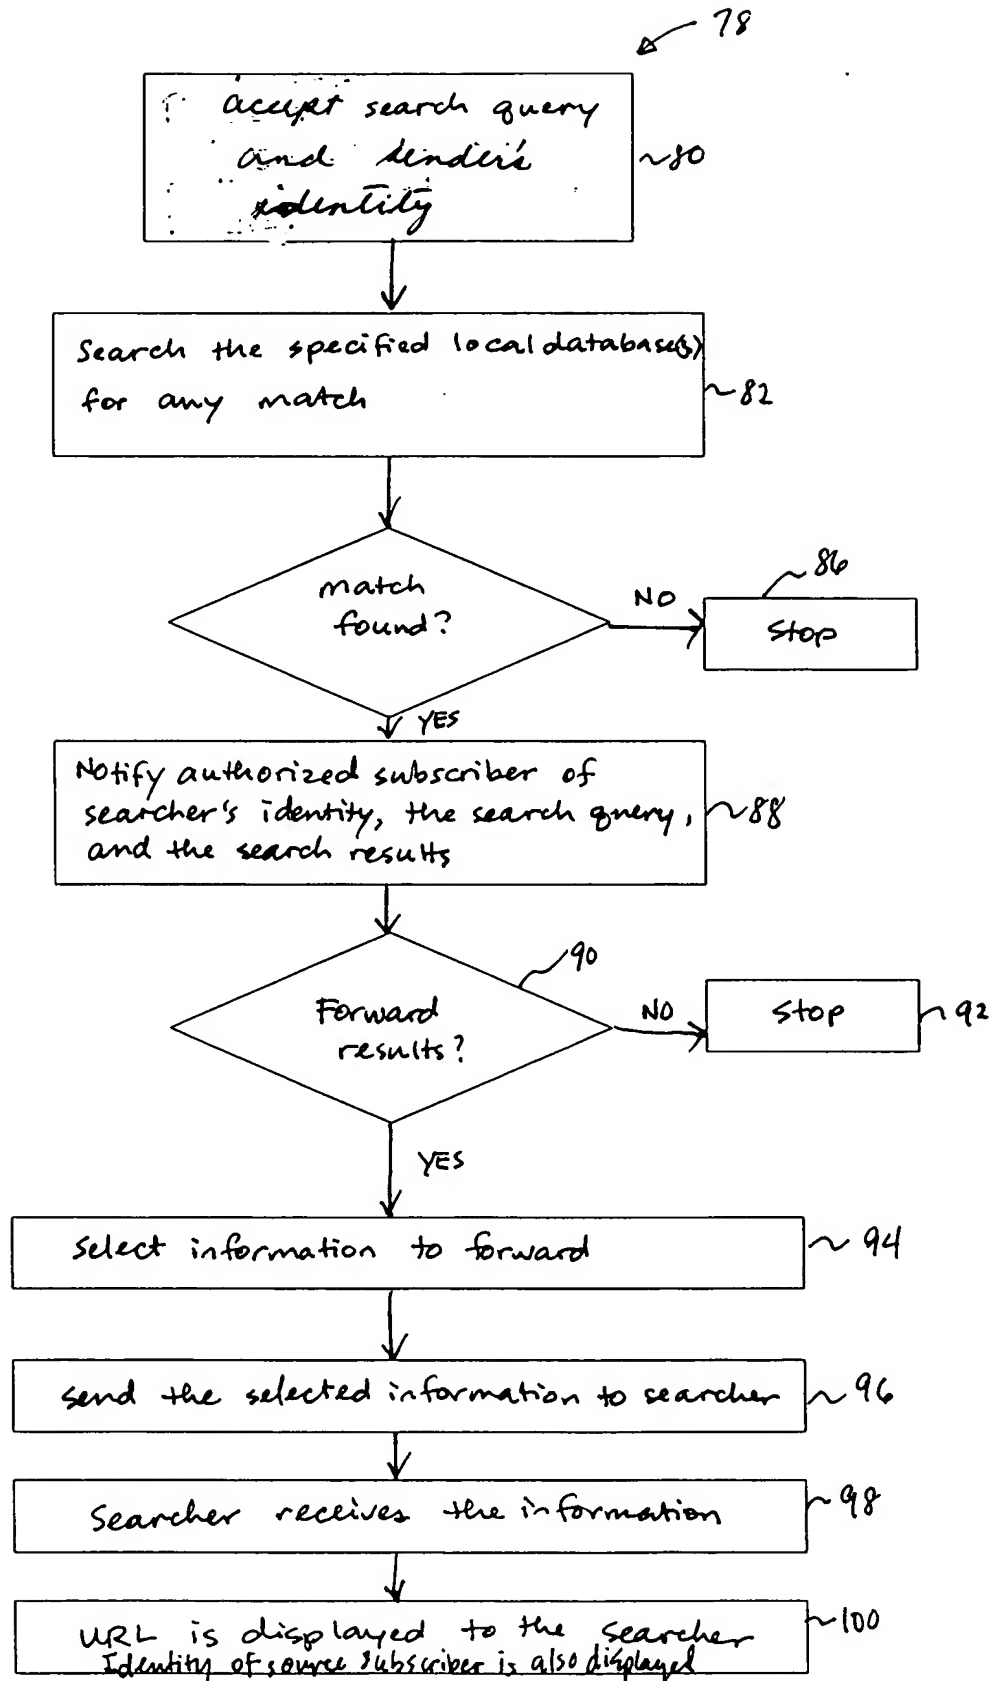 78
accept search query
and sender's
identity
80
Search the specified local database(s)
for any match
82
match
found?
NO
86
Stop
YES
Notify authorized subscriber of
searcher's identity, the search query,
and the search results
88
90
Forward
results?
NO
Stop
92
YES
Select information to forward
94
send the selected information to searcher
96
Searcher receives the information
98
URL is displayed to the searcher
Identity of source subscriber is also displayed
100